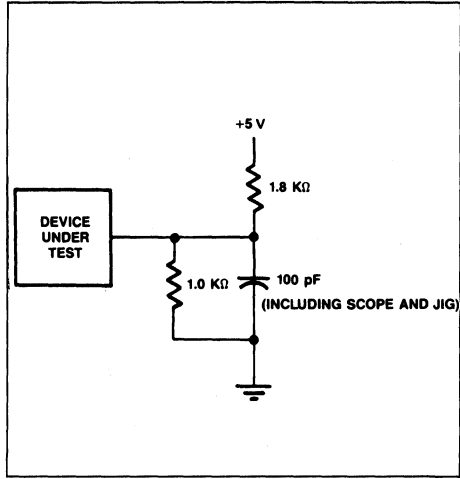 +5 V
1.8 KΩ
DEVICE
UNDER
TEST
1.0 KΩ
100 pF
(INCLUDING SCOPE AND JIG)